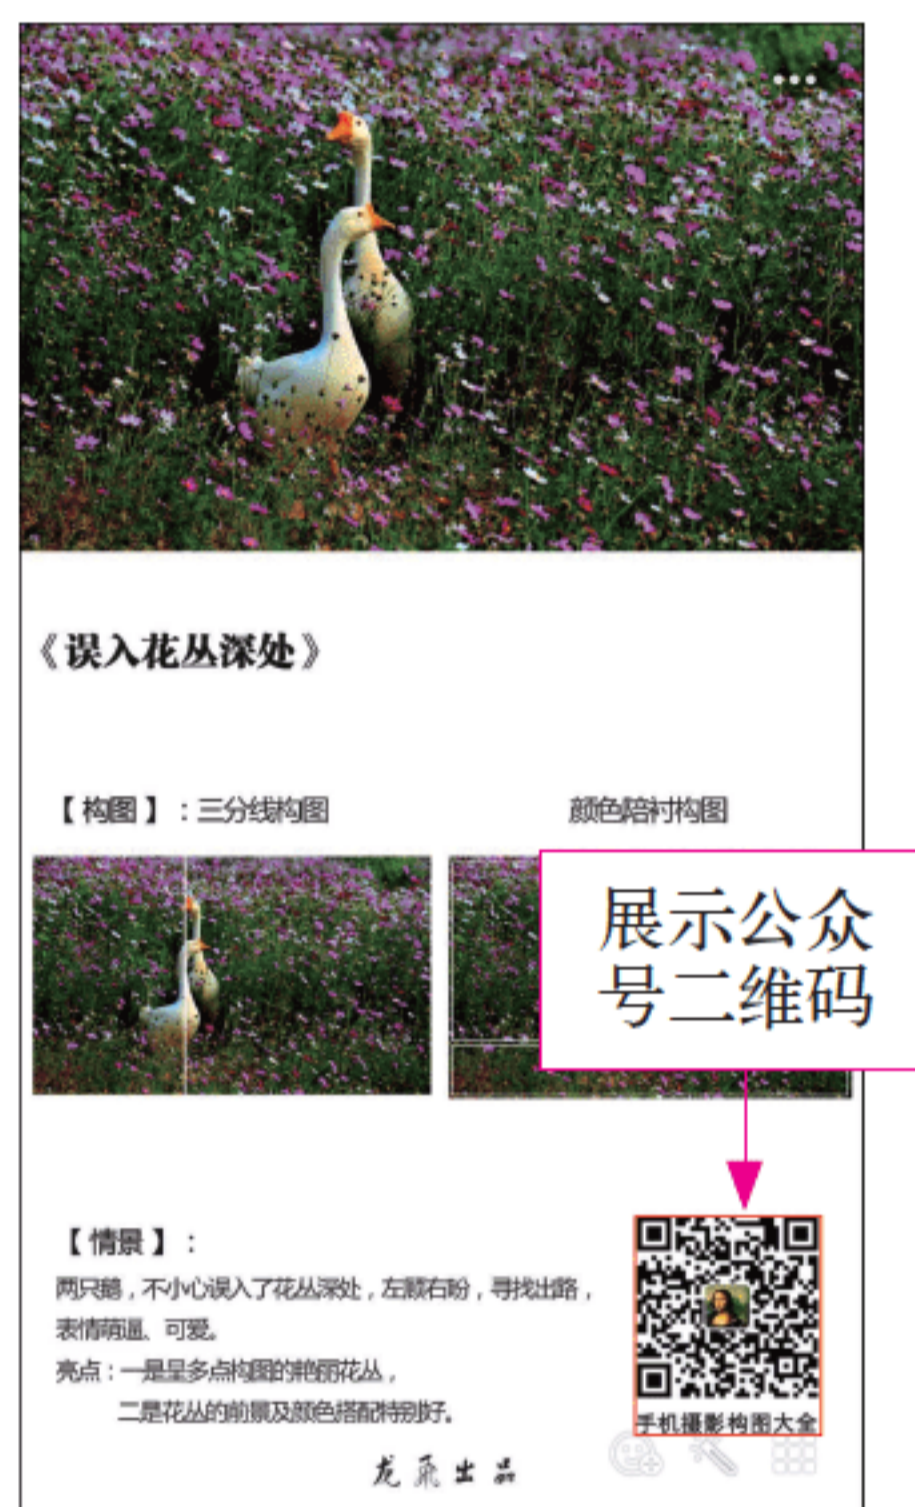 《误入花丛深处》
【构图】：三分线构图
颜色陪衬构图
展示公众
号二维码
【情景】：
两只鹅，不小心误入了花丛深处，左顾右盼，寻找出路，
表情萌逼、可爱。
亮点：一是呈多点构图的艳丽花丛，
二是花丛的前景及颜色搭配特别好。
手机摄影构图大全
龙飞出品